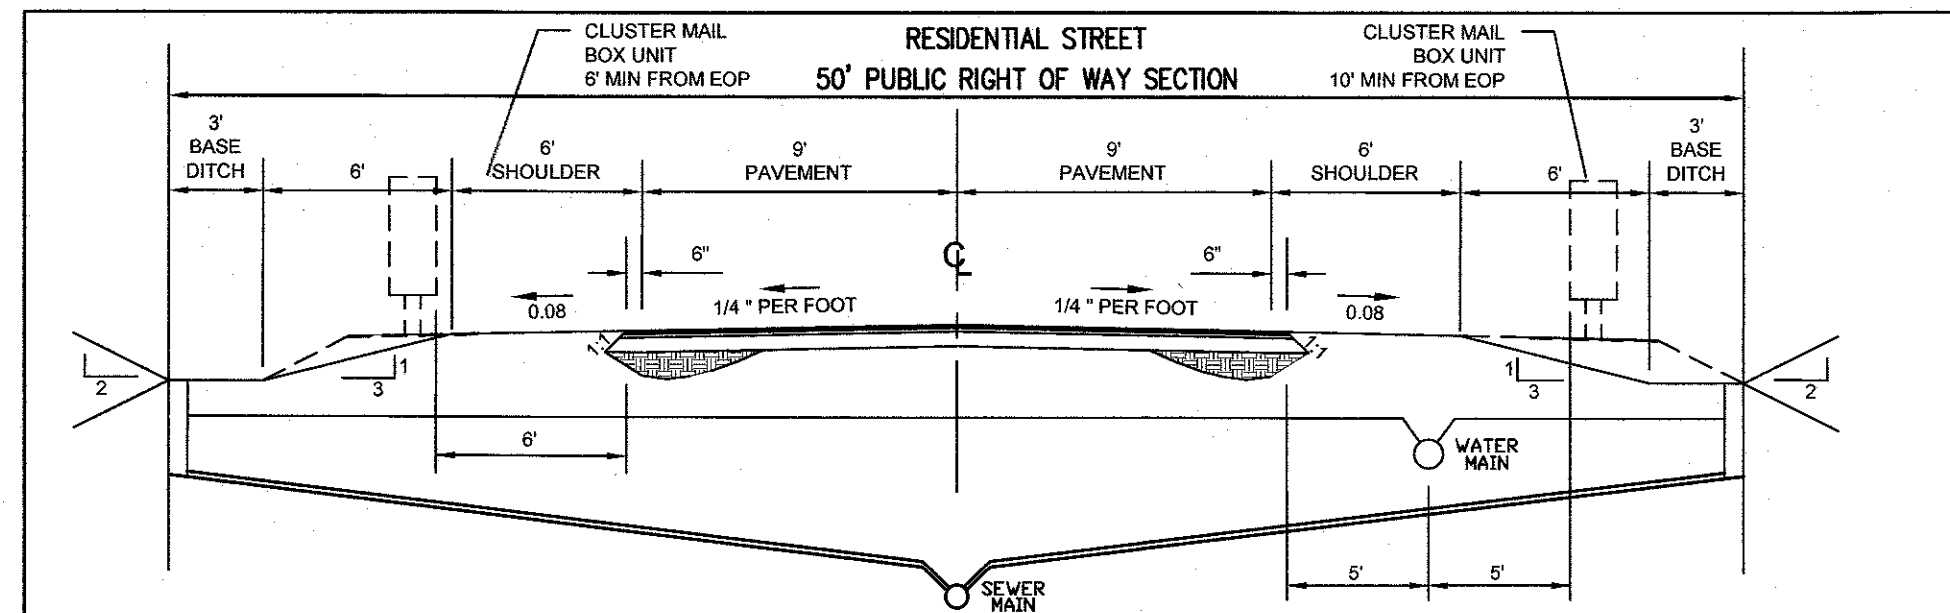 CLUSTER MAIL
BOX UNIT
6' MIN FROM EOP
RESIDENTIAL STREET
50' PUBLIC RIGHT OF WAY SECTION
CLUSTER MAIL
BOX UNIT
10' MIN FROM EOP
3'
BASE
DITCH
6'
6'
SHOULDER
9'
PAVEMENT
9'
PAVEMENT
6'
SHOULDER
6'
3'
BASE
DITCH
6"
CL
6"
0.08
1/4 " PER FOOT
1/4 " PER FOOT
0.08
1:1
1:1
2
1
3
1
3
2
6'
WATER
MAIN
5'
5'
SEWER
MAIN